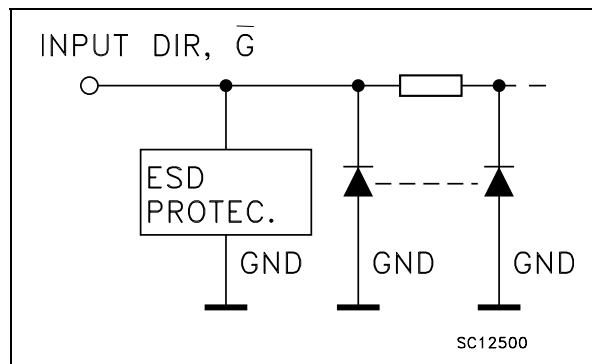 INPUT DIR, G̅
ESD
PROTEC.
GND GND GND
SC12500